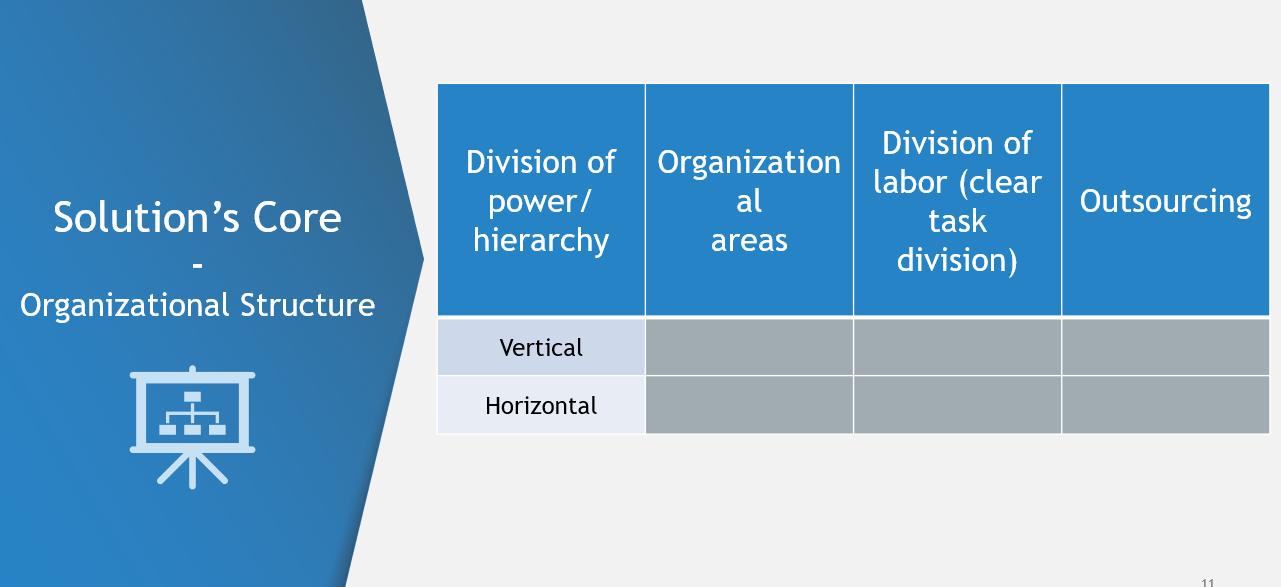 Solution’s Core
-
Organizational Structure
Division of
power/
hierarchy
Organization
al
areas
Division of
labor (clear
task
division)
Outsourcing
Vertical
Horizontal
11